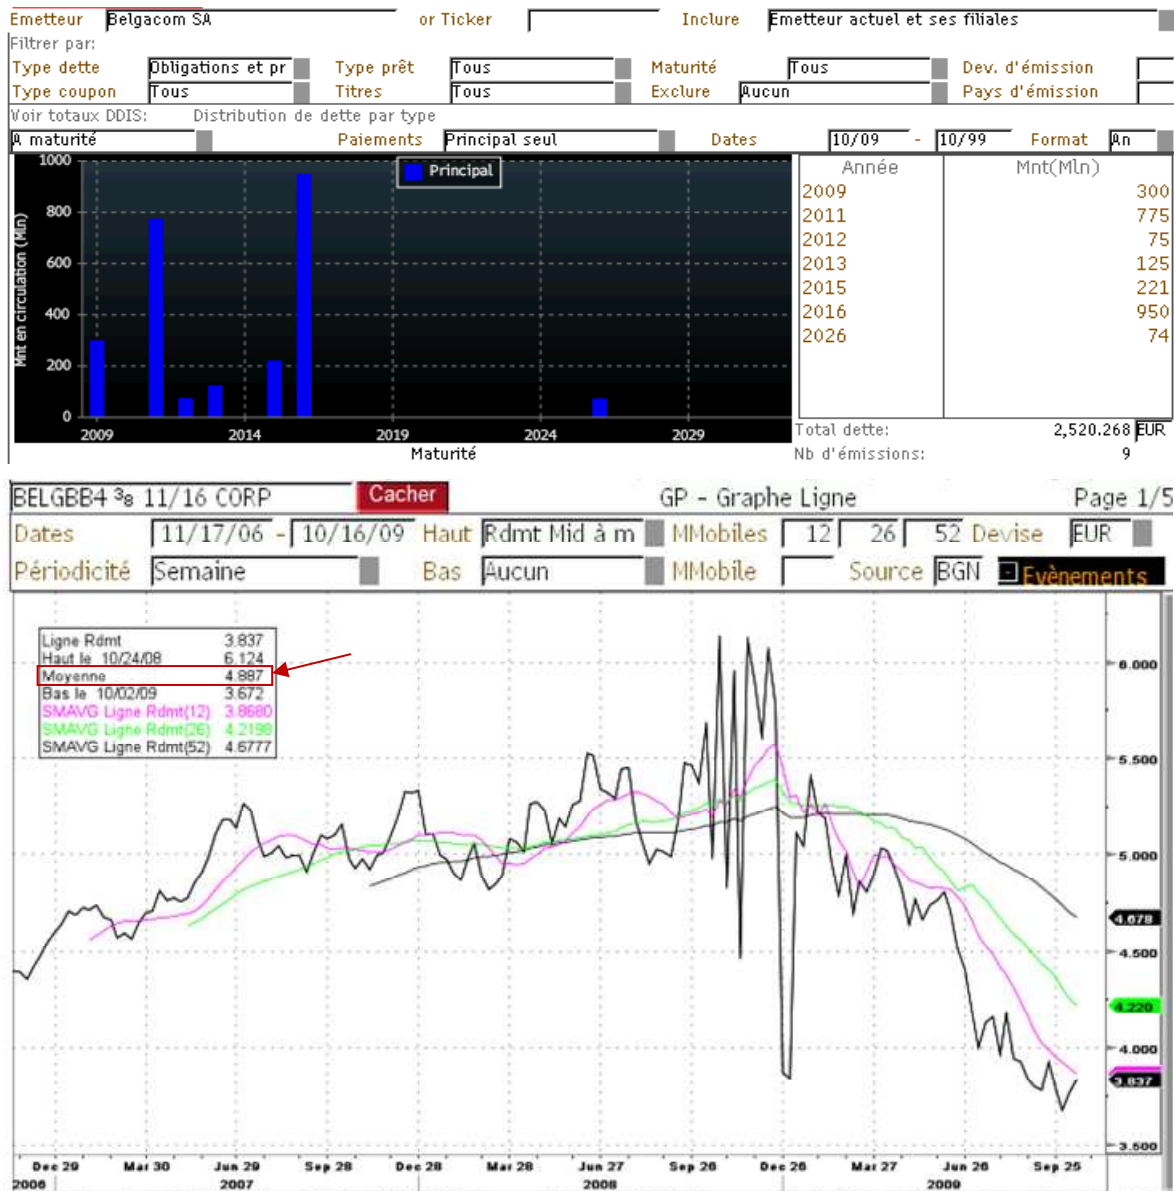 Emetteur Belgacom SA or Ticker Inclure Emetteur actuel et ses filiales
Filtrer par:
Type dette Obligations et pr Type prêt Tous Maturité Tous Dev. d'émission
Type coupon Tous Titres Tous Exclure Aucun Pays d'émission
Voir totaux DDIS: Distribution de dette par type
A maturité Paiements Principal seul Dates 10/09 - 10/99 Format An
Principal
Mnt en circulation (Mln)
1000
800
600
400
200
0
2009 2014 2019 2024 2029
Maturité
Année Mnt(Mln)
2009 300
2011 775
2012 75
2013 125
2015 221
2016 950
2026 74
Total dette: 2,520.268 EUR
Nb d'émissions: 9
BELGBB4 ³₈ 11/16 CORP Cacher GP - Graphe Ligne Page 1/5
Dates 11/17/06 - 10/16/09 Haut Rdmt Mid à m MMobiles 12 26 52 Devise EUR
Périodicité Semaine Bas Aucun MMobile Source BGN - Evènements
Ligne Rdmt 3.837
Haut le 10/24/08 6.124
Moyenne 4.887
Bas le 10/02/09 3.672
SMAVG Ligne Rdmt(12) 3.8680
SMAVG Ligne Rdmt(26) 4.2198
SMAVG Ligne Rdmt(52) 4.6777
6.000
5.500
5.000
4.678
4.500
4.220
4.000
3.837
3.500
Dec 29 Mar 30 Jun 29 Sep 28 Dec 28 Mar 28 Jun 27 Sep 26 Dec 26 Mar 27 Jun 26 Sep 25
2006 2007 2008 2009